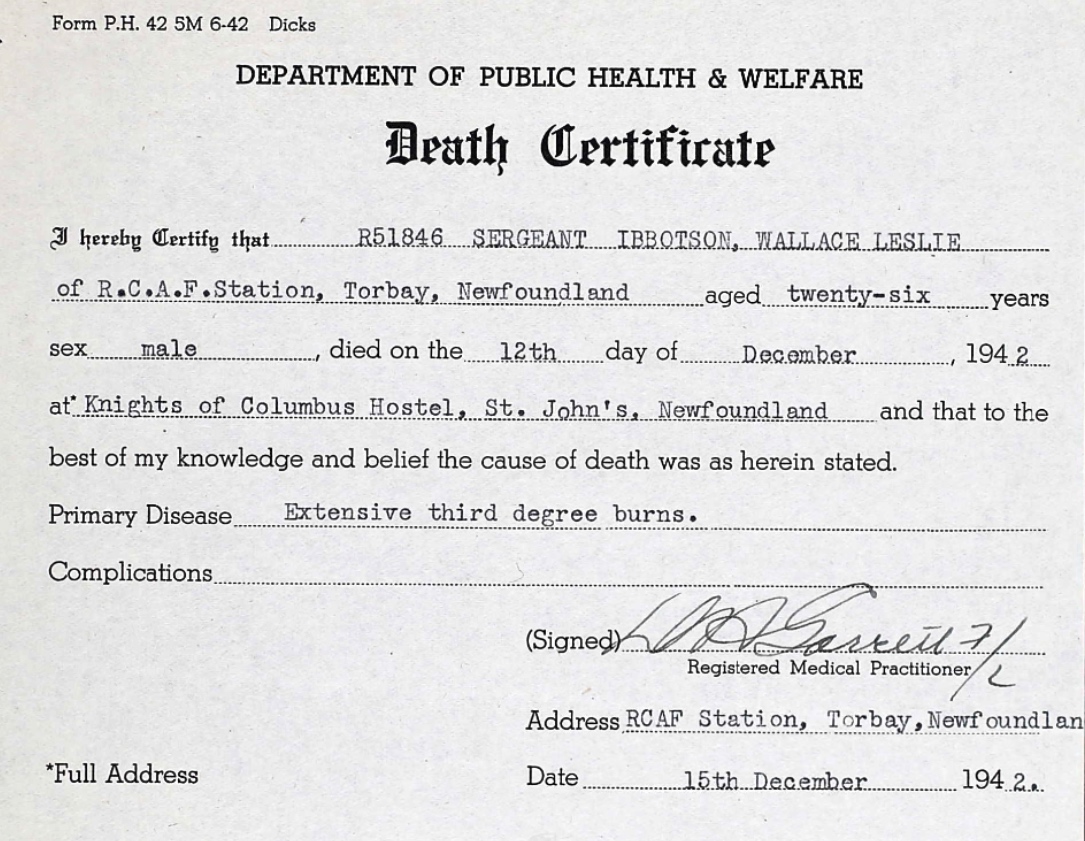 Form P.H. 42 5M 6-42 Dicks
DEPARTMENT OF PUBLIC HEALTH & WELFARE
Death Certificate
I hereby Certify that R51846 SERGEANT IBBOTSON, WALLACE LESLIE
of R.C.A.F.Station, Torbay, Newfoundland aged twenty-six years
sex male, died on the 12th day of December, 1942
at* Knights of Columbus Hostel, St. John's, Newfoundland and that to the
best of my knowledge and belief the cause of death was as herein stated.
Primary Disease Extensive third degree burns.
Complications
(Signed) Garrett F/L
Registered Medical Practitioner
Address RCAF Station, Torbay, Newfoundlan
*Full Address Date 15th December 1942.